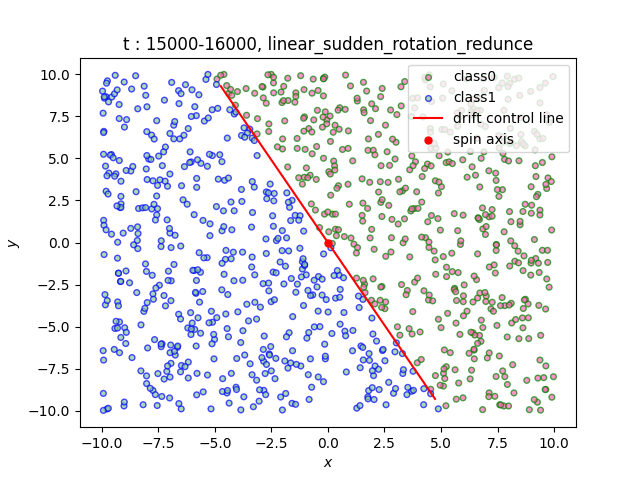 t : 15000-16000, linear_sudden_rotation_redunce
class0
class1
drift control line
spin axis
10.0
7.5
5.0
2.5
0.0
−2.5
−5.0
−7.5
−10.0
y
−10.0 −7.5 −5.0 −2.5 0.0 2.5 5.0 7.5 10.0
x